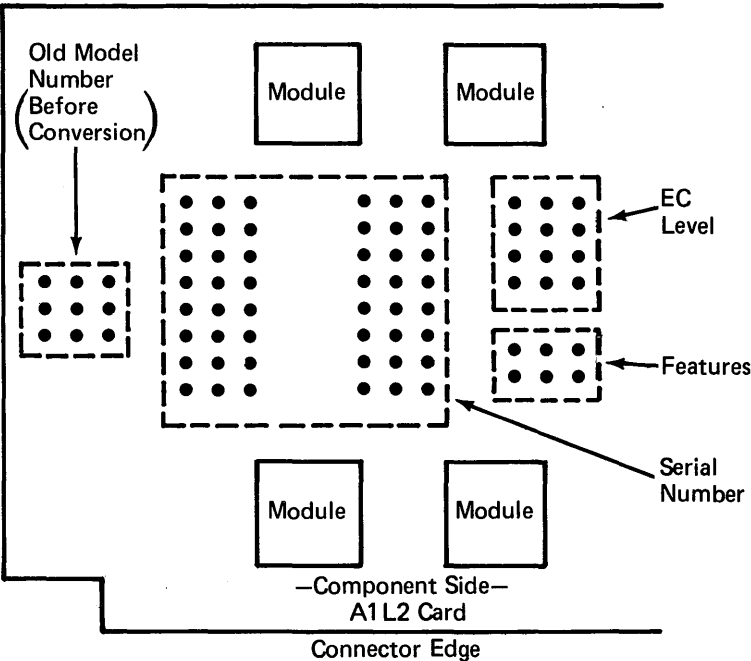 Old Model
Number
(Before
Conversion)
Module
Module
EC
Level
Features
Serial
Number
Module
Module
—Component Side—
A1L2 Card
Connector Edge